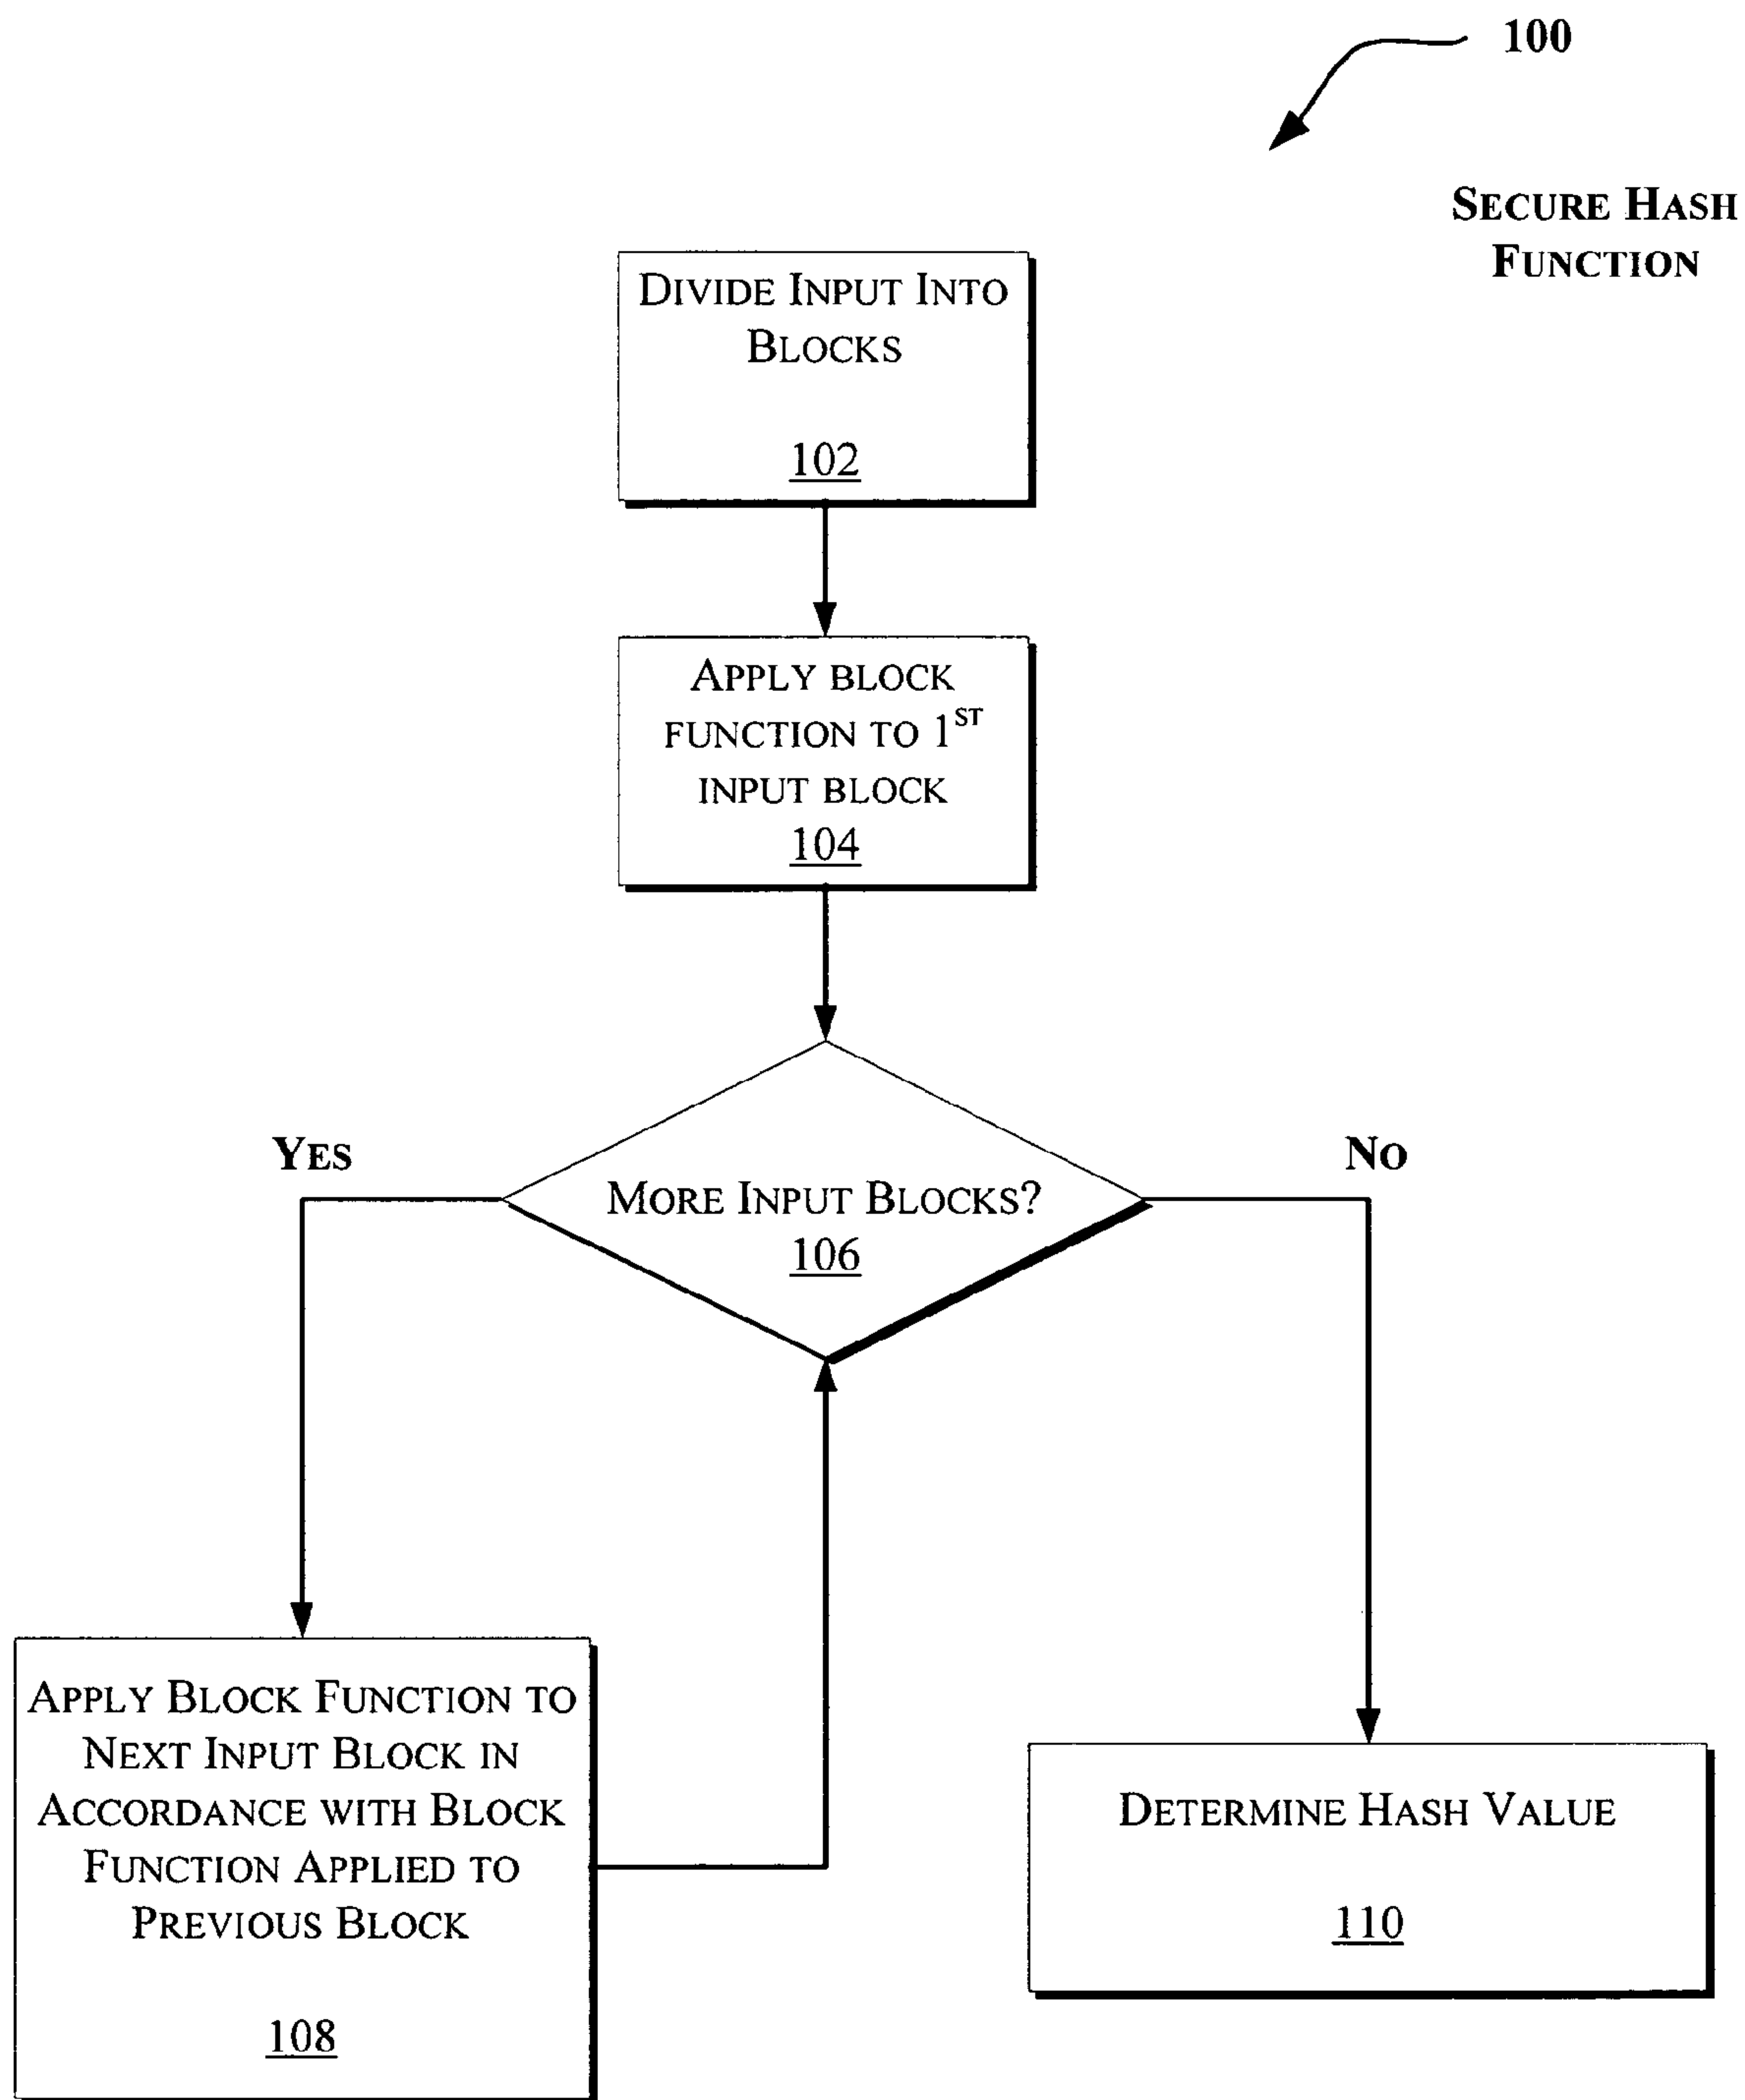 100
SECURE HASH
FUNCTION
DIVIDE INPUT INTO
BLOCKS
102
APPLY BLOCK
FUNCTION TO 1ST
INPUT BLOCK
104
YES
NO
MORE INPUT BLOCKS?
106
APPLY BLOCK FUNCTION TO
NEXT INPUT BLOCK IN
ACCORDANCE WITH BLOCK
FUNCTION APPLIED TO
PREVIOUS BLOCK
108
DETERMINE HASH VALUE
110